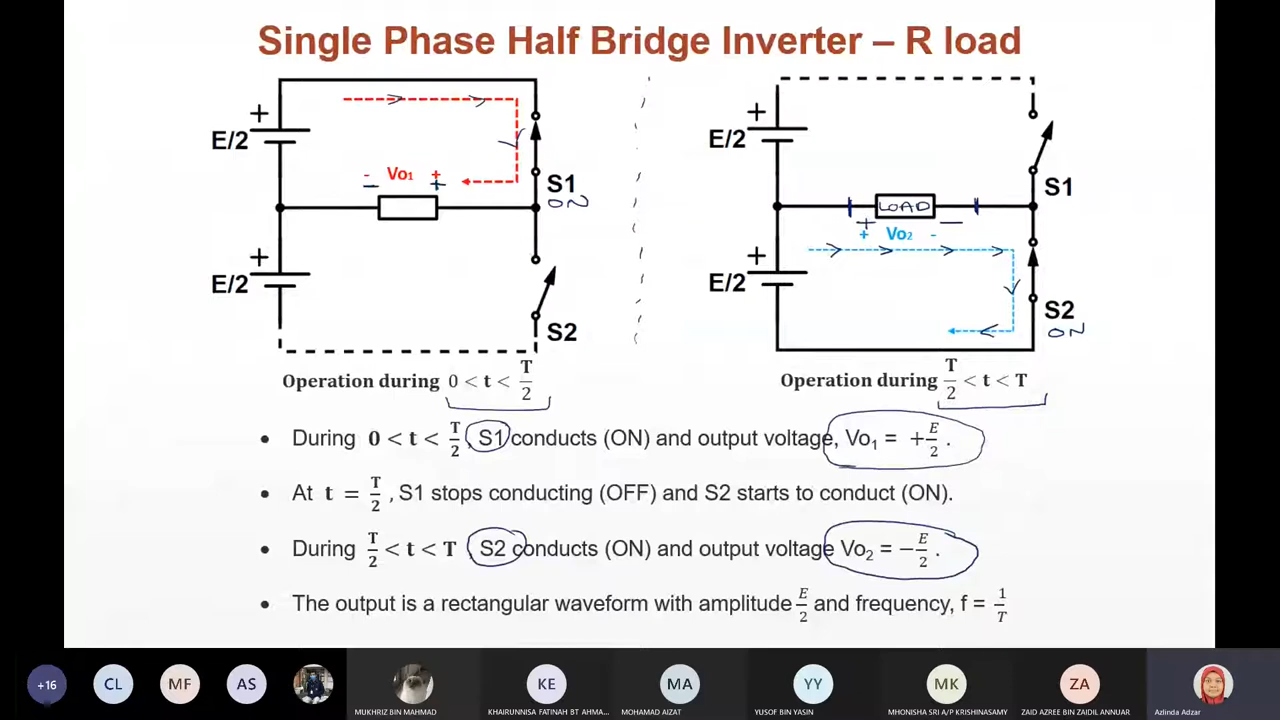 Single Phase Half Bridge Inverter – R load
+
E/2
- Vo₁ +
- +
S1
ON
+
E/2
S2
Operation during 0 < t < T/2
+
E/2
S1
LOAD
+ -
+ Vo₂ -
+
E/2
S2
ON
Operation during T/2 < t < T
• During 0 < t < T/2, S1 conducts (ON) and output voltage, Vo₁ = +E/2.
• At t = T/2, S1 stops conducting (OFF) and S2 starts to conduct (ON).
• During T/2 < t < T, S2 conducts (ON) and output voltage Vo₂ = −E/2.
• The output is a rectangular waveform with amplitude E/2 and frequency, f = 1/T
+16
CL
MF
AS
MUKHRIZ BIN MAHMAD
KE
KHAIRUNNISA FATINAH BT AHMA...
MA
MOHAMAD AIZAT
YY
YUSOF BIN YASIN
MK
MHONISHA SRI A/P KRISHINASAMY
ZA
ZAID AZREE BIN ZAIDIL ANNUAR
Azlinda Adzar